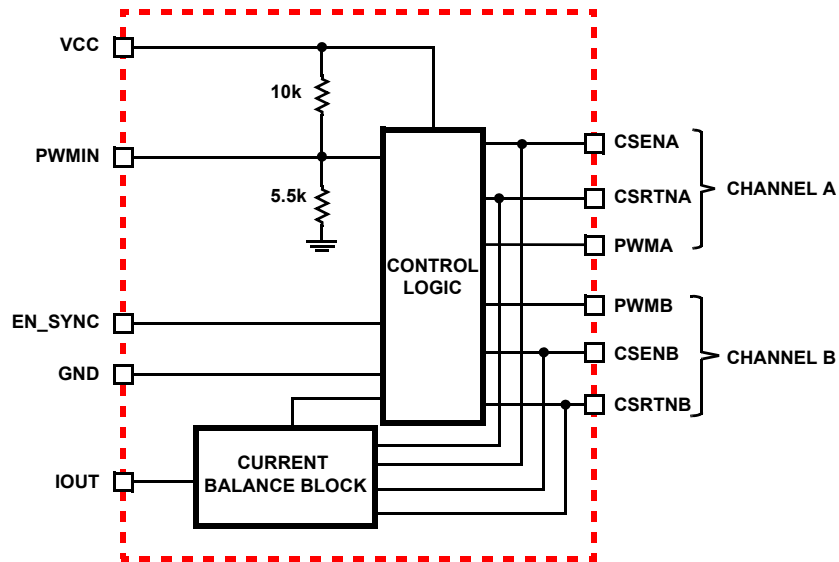 VCC
10k
PWMIN
5.5k
EN_SYNC
GND
IOUT
CONTROL
LOGIC
CURRENT
BALANCE BLOCK
CSENA
CSRTNA
PWMA
CHANNEL A
PWMB
CSENB
CSRTNB
CHANNEL B